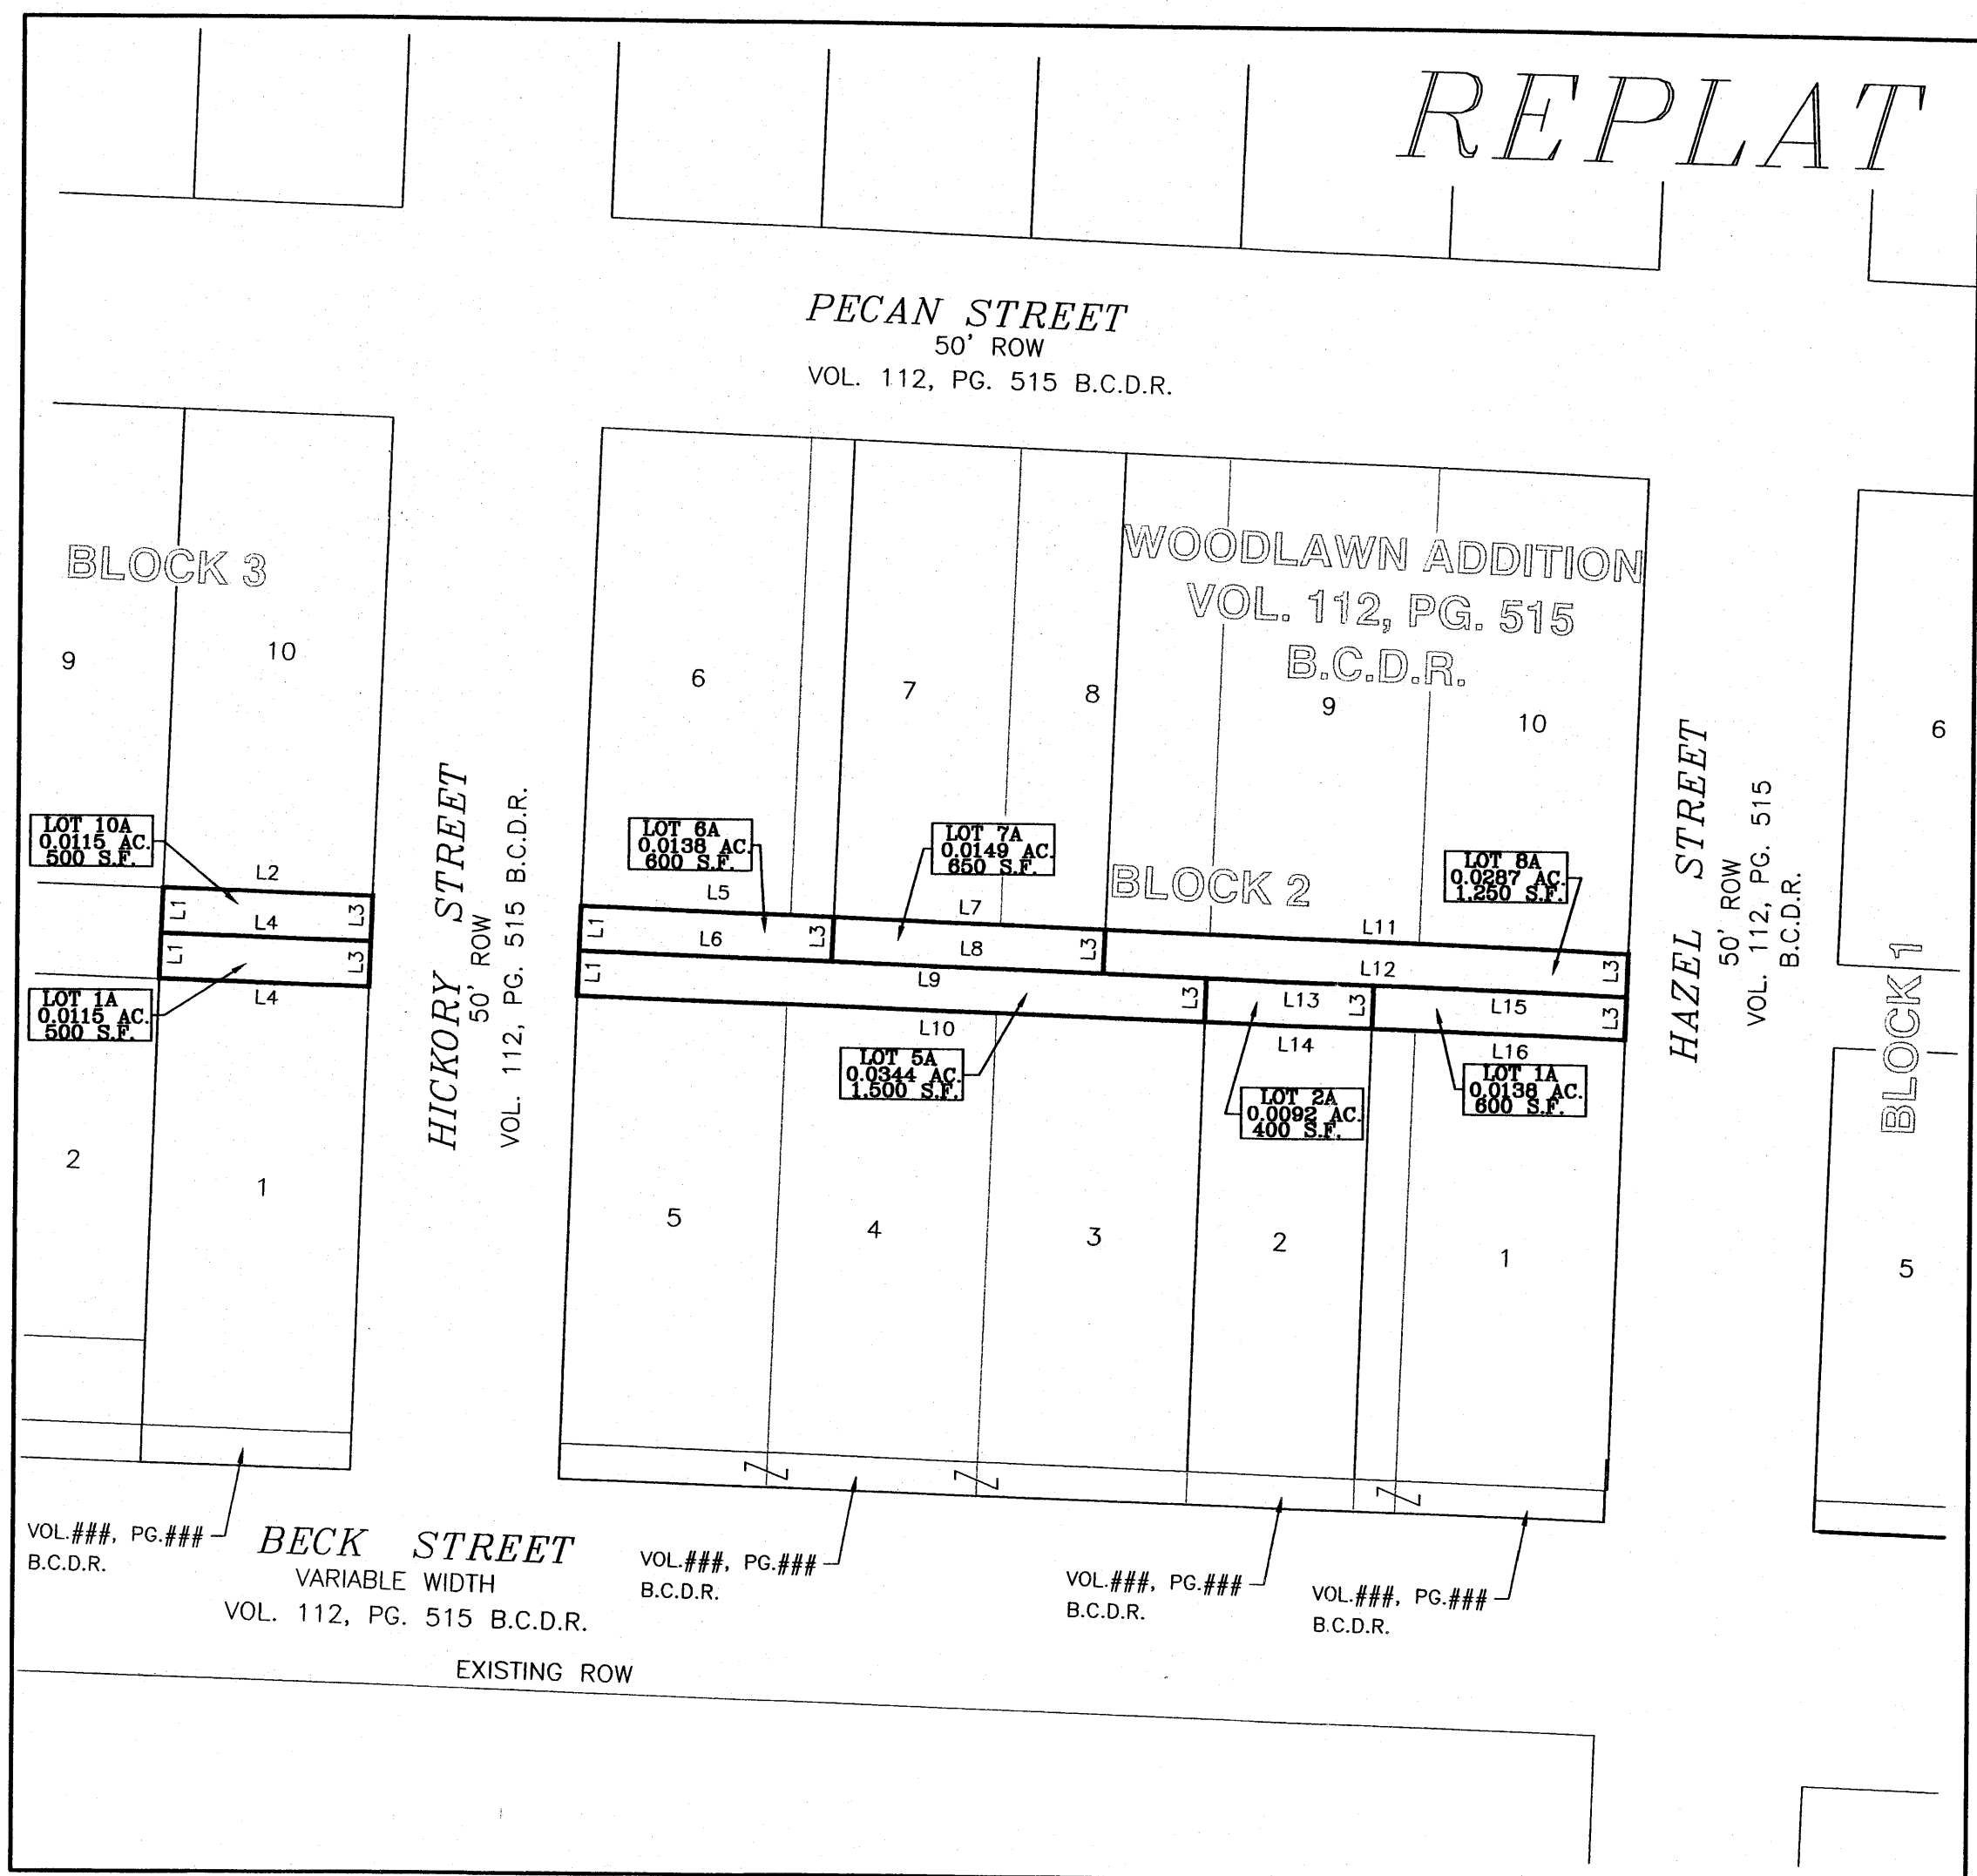 REPLAT
PECAN STREET
50' ROW
VOL. 112, PG. 515 B.C.D.R.
BLOCK 3
9
10
LOT 10A
0.0115 AC.
500 S.F.
L2
L1
L4
L3
L1
L3
L4
LOT 1A
0.0115 AC.
500 S.F.
2
1
HICKORY STREET
50' ROW
VOL. 112, PG. 515 B.C.D.R.
WOODLAWN ADDITION
VOL. 112, PG. 515
B.C.D.R.
6
7
8
9
10
LOT 6A
0.0138 AC.
600 S.F.
LOT 7A
0.0149 AC.
650 S.F.
BLOCK 2
LOT 8A
0.0287 AC.
1.250 S.F.
L5
L7
L11
L1
L6
L3
L8
L3
L12
L3
L1
L9
L3
L13
L3
L15
L3
L10
L14
L16
LOT 5A
0.0344 AC.
1.500 S.F.
LOT 2A
0.0092 AC.
400 S.F.
LOT 1A
0.0138 AC.
600 S.F.
5
4
3
2
1
HAZEL STREET
50' ROW
VOL. 112, PG. 515
B.C.D.R.
6
BLOCK 1
5
VOL.###, PG.###
B.C.D.R.
BECK STREET
VARIABLE WIDTH
VOL. 112, PG. 515 B.C.D.R.
VOL.###, PG.###
B.C.D.R.
VOL.###, PG.###
B.C.D.R.
VOL.###, PG.###
B.C.D.R.
EXISTING ROW